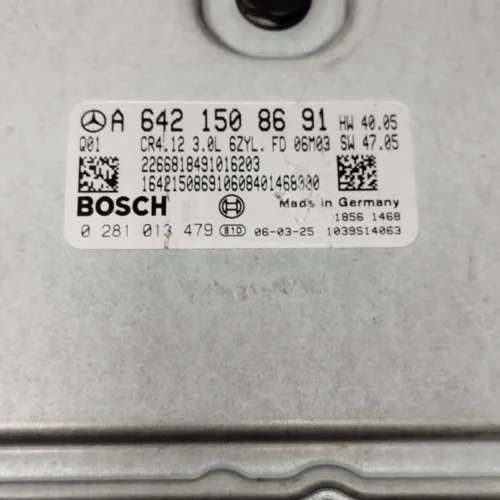 A 642 150 86 91 HW 40.05
Q01 CR4.12 3.0L 6ZYL. FD 06M03 SW 47.05
2266818491016203
16421508691060840146800
BOSCH Made in Germany
1856 1468
0 281 013 479 810 06-03-25 1039S14063